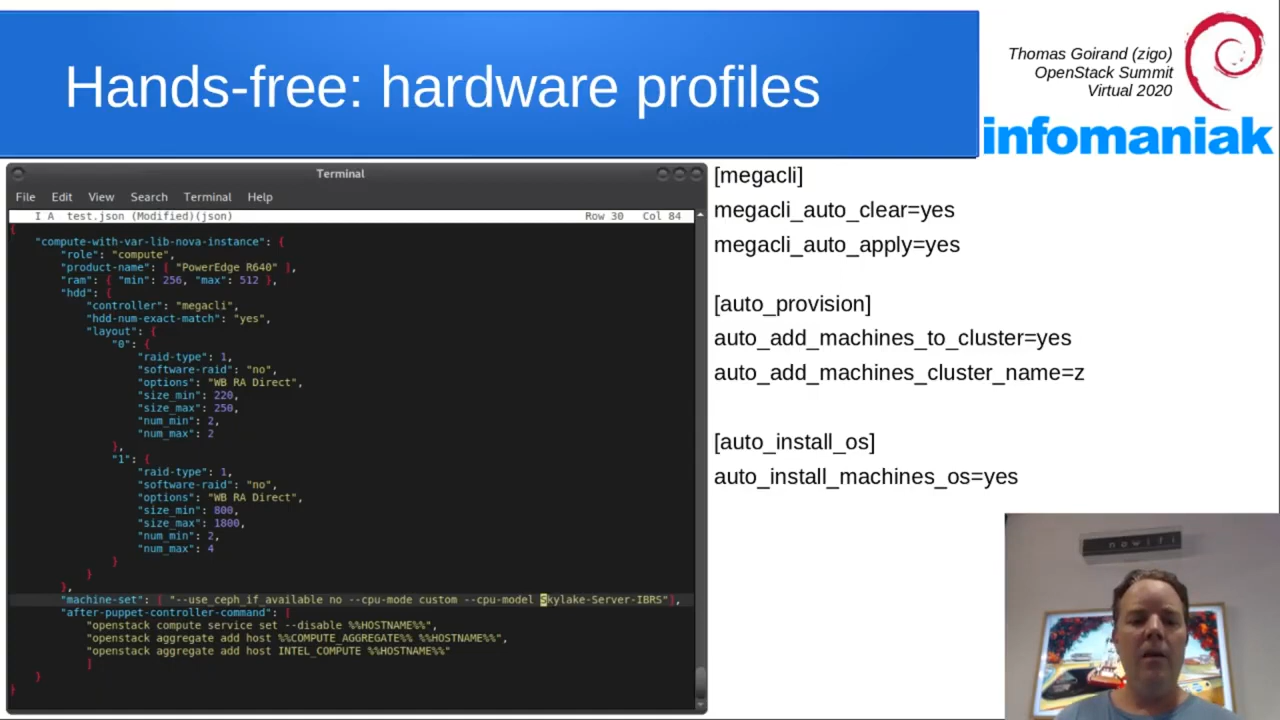 Hands-free: hardware profiles
Thomas Goirand (zigo)
OpenStack Summit
Virtual 2020
infomaniak
Terminal
File Edit View Search Terminal Help
I A test.json (Modified)(json) Row 30 Col 84
{
"compute-with-var-lib-nova-instance": {
"role": "compute",
"product-name": [ "PowerEdge R640" ],
"ram": { "min": 256, "max": 512 },
"hdd": {
"controller": "megacli",
"hdd-num-exact-match": "yes",
"layout": {
"0": {
"raid-type": 1,
"software-raid": "no",
"options": "WB RA Direct",
"size_min": 220,
"size_max": 250,
"num_min": 2,
"num_max": 2
},
"1": {
"raid-type": 1,
"software-raid": "no",
"options": "WB RA Direct",
"size_min": 800,
"size_max": 1800,
"num_min": 2,
"num_max": 4
}
}
},
"machine-set": [ "--use_ceph_if_available no --cpu-mode custom --cpu-model Skylake-Server-IBRS"],
"after-puppet-controller-command": [
"openstack compute service set --disable %%HOSTNAME%%",
"openstack aggregate add host %%COMPUTE_AGGREGATE%% %%HOSTNAME%%",
"openstack aggregate add host INTEL_COMPUTE %%HOSTNAME%%"
]
}
}
[megacli]
megacli_auto_clear=yes
megacli_auto_apply=yes
[auto_provision]
auto_add_machines_to_cluster=yes
auto_add_machines_cluster_name=z
[auto_install_os]
auto_install_machines_os=yes
nowifi